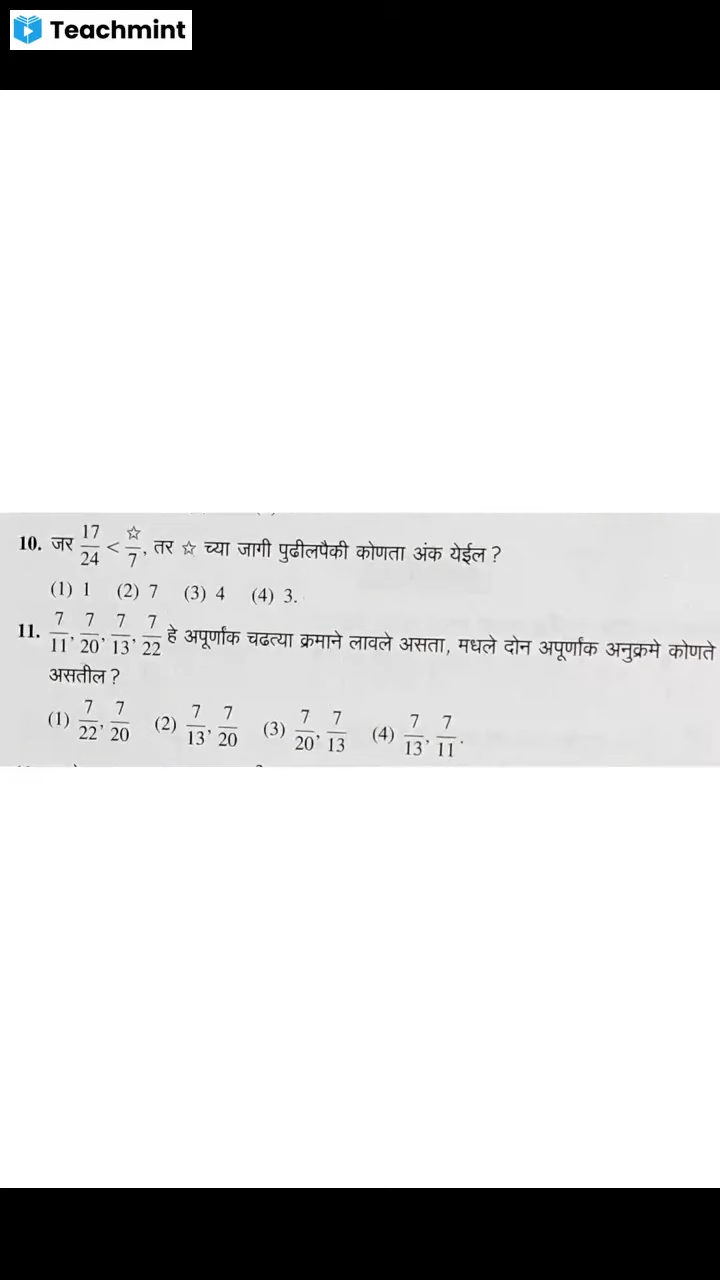 Teachmint
10. जर 17/24 < ☆/7, तर ☆ च्या जागी पुढीलपैकी कोणता अंक येईल ?
(1) 1 (2) 7 (3) 4 (4) 3.
11. 7/11, 7/20, 7/13, 7/22 हे अपूर्णांक चढत्या क्रमाने लावले असता, मधले दोन अपूर्णांक अनुक्रमे कोणते
असतील ?
(1) 7/22, 7/20 (2) 7/13, 7/20 (3) 7/20, 7/13 (4) 7/13, 7/11.